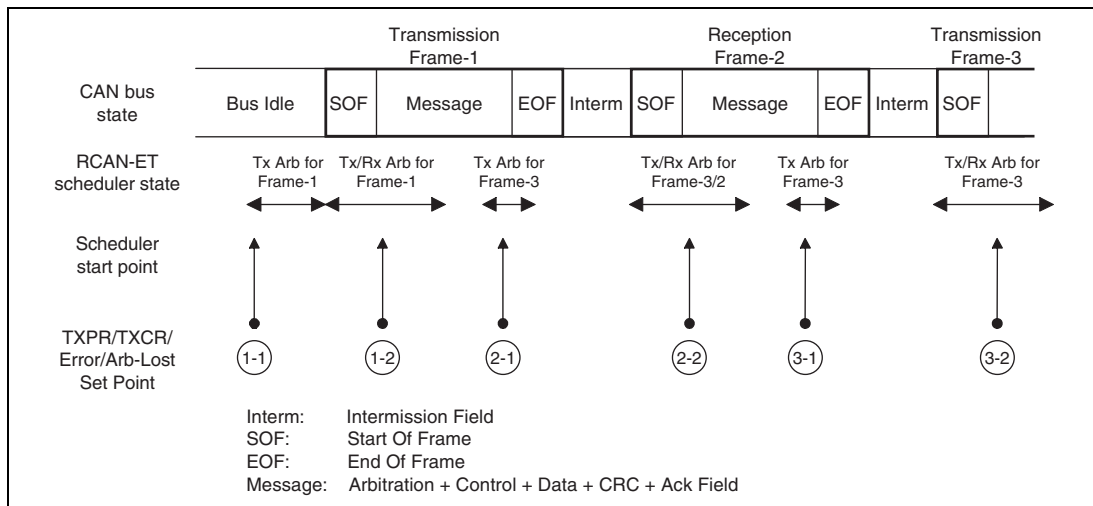 Transmission
Frame-1
Reception
Frame-2
Transmission
Frame-3
CAN bus
state
Bus Idle
SOF
Message
EOF
Interm
SOF
Message
EOF
Interm
SOF
RCAN-ET
scheduler state
Tx Arb for
Frame-1
Tx/Rx Arb for
Frame-1
Tx Arb for
Frame-3
Tx/Rx Arb for
Frame-3/2
Tx Arb for
Frame-3
Tx/Rx Arb for
Frame-3
Scheduler
start point
TXPR/TXCR/
Error/Arb-Lost
Set Point
1-1
1-2
2-1
2-2
3-1
3-2
Interm: Intermission Field
SOF: Start Of Frame
EOF: End Of Frame
Message: Arbitration + Control + Data + CRC + Ack Field